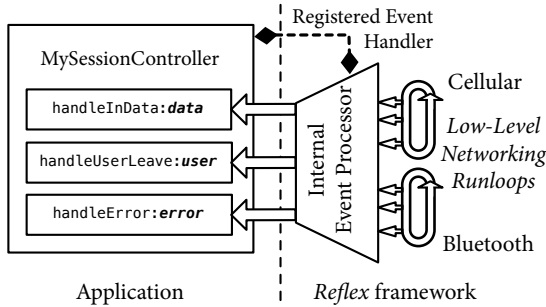 Registered Event
Handler
MySessionController
handleInData:data
handleUserLeave:user
handleError:error
Internal
Event Processor
Cellular
Low-Level
Networking
Runloops
Bluetooth
Application
Reflex framework